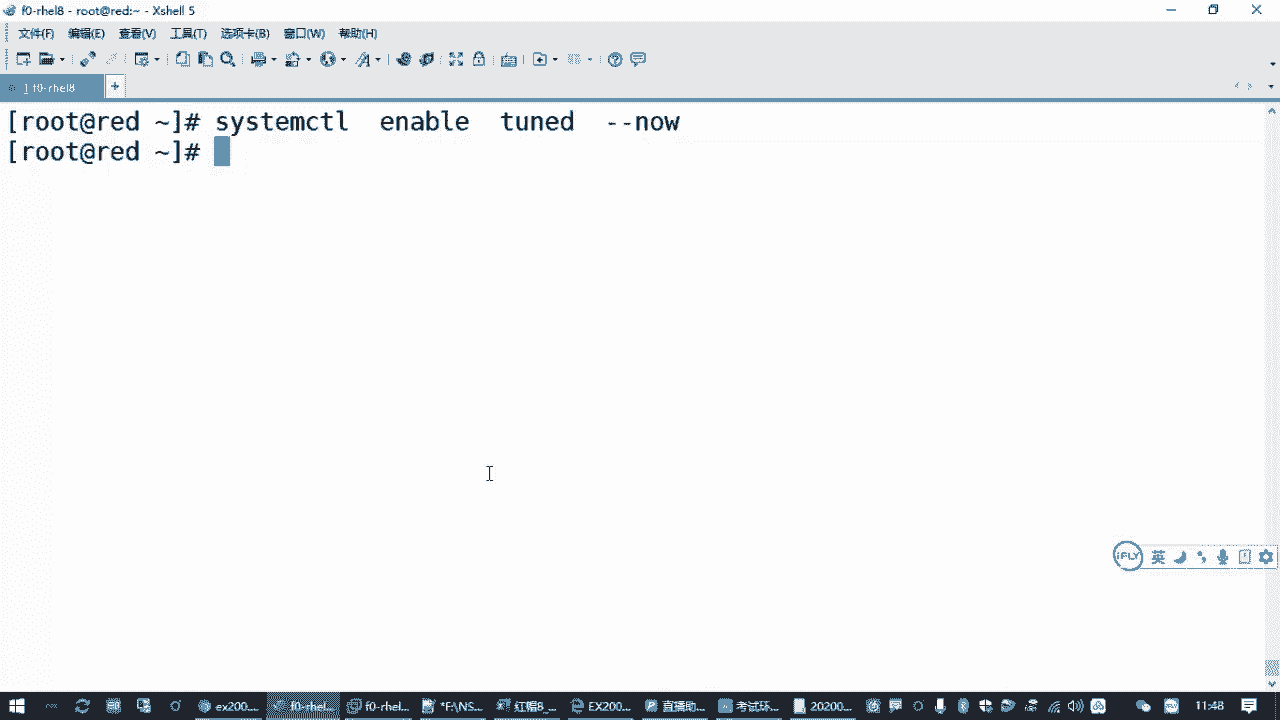 f0-rhel8 - root@red:~ - Xshell 5
文件(F) 编辑(E) 查看(V) 工具(T) 选项卡(B) 窗口(W) 帮助(H)
1 f0-rhel8 +
[root@red ~]# systemctl enable tuned --now
[root@red ~]#
iFLY 英
ex200... f0-rhel... f0-rhel... *F:\NS... 红帽8_... EX200... 直播助... 考试环... 20200... 11:48